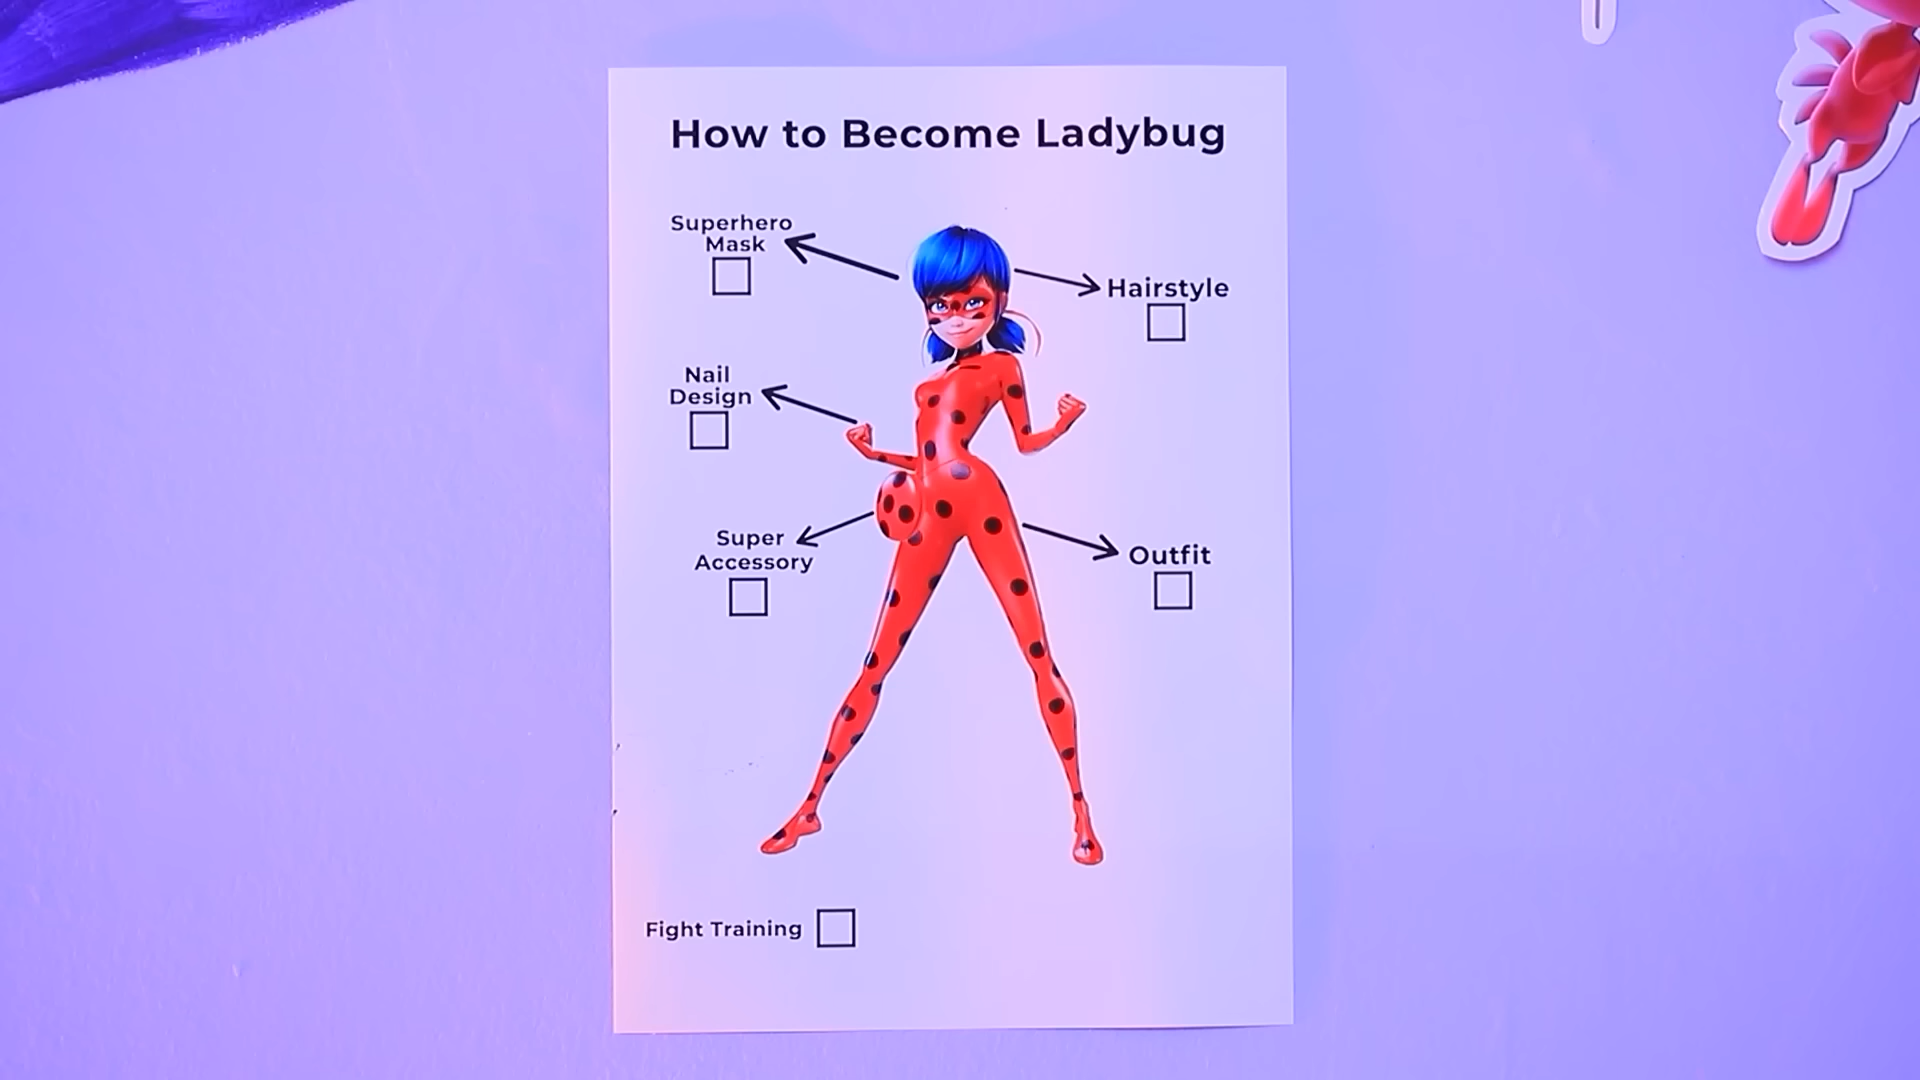 How to Become Ladybug
Superhero
Mask
Hairstyle
Nail
Design
Super
Accessory
Outfit
Fight Training